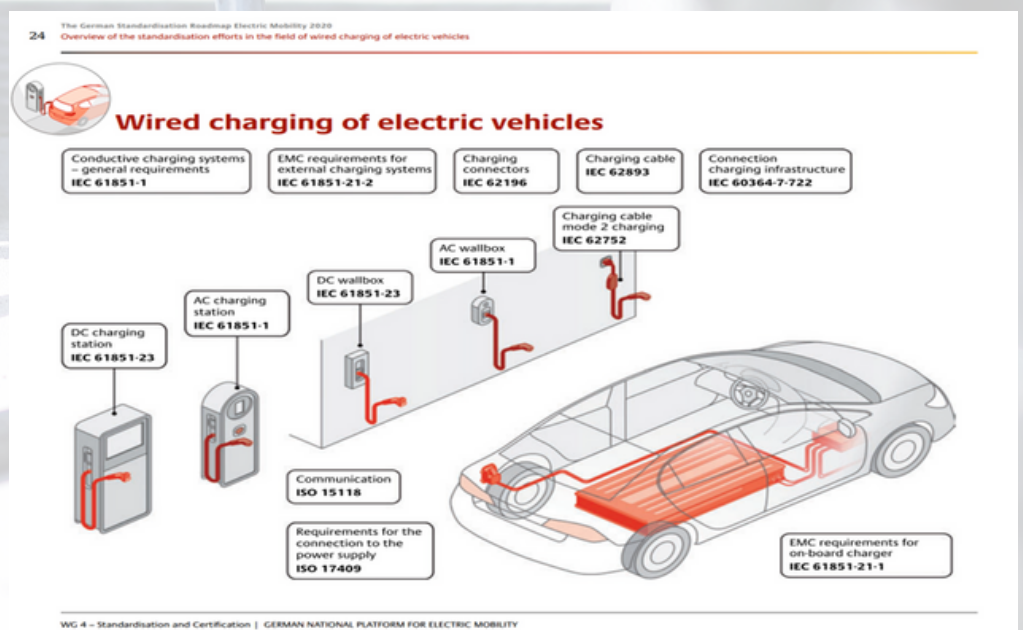 The German Standardisation Roadmap Electric Mobility 2020
24
Overview of the standardisation efforts in the field of wired charging of electric vehicles
Wired charging of electric vehicles
Conductive charging systems
– general requirements
IEC 61851-1
EMC requirements for
external charging systems
IEC 61851-21-2
Charging
connectors
IEC 62196
Charging cable
IEC 62893
Connection
charging infrastructure
IEC 60364-7-722
Charging cable
mode 2 charging
IEC 62752
AC wallbox
IEC 61851-1
DC wallbox
IEC 61851-23
AC charging
station
IEC 61851-1
DC charging
station
IEC 61851-23
Communication
ISO 15118
Requirements for the
connection to the
power supply
ISO 17409
EMC requirements for
on-board charger
IEC 61851-21-1
WG 4 – Standardisation and Certification | GERMAN NATIONAL PLATFORM FOR ELECTRIC MOBILITY